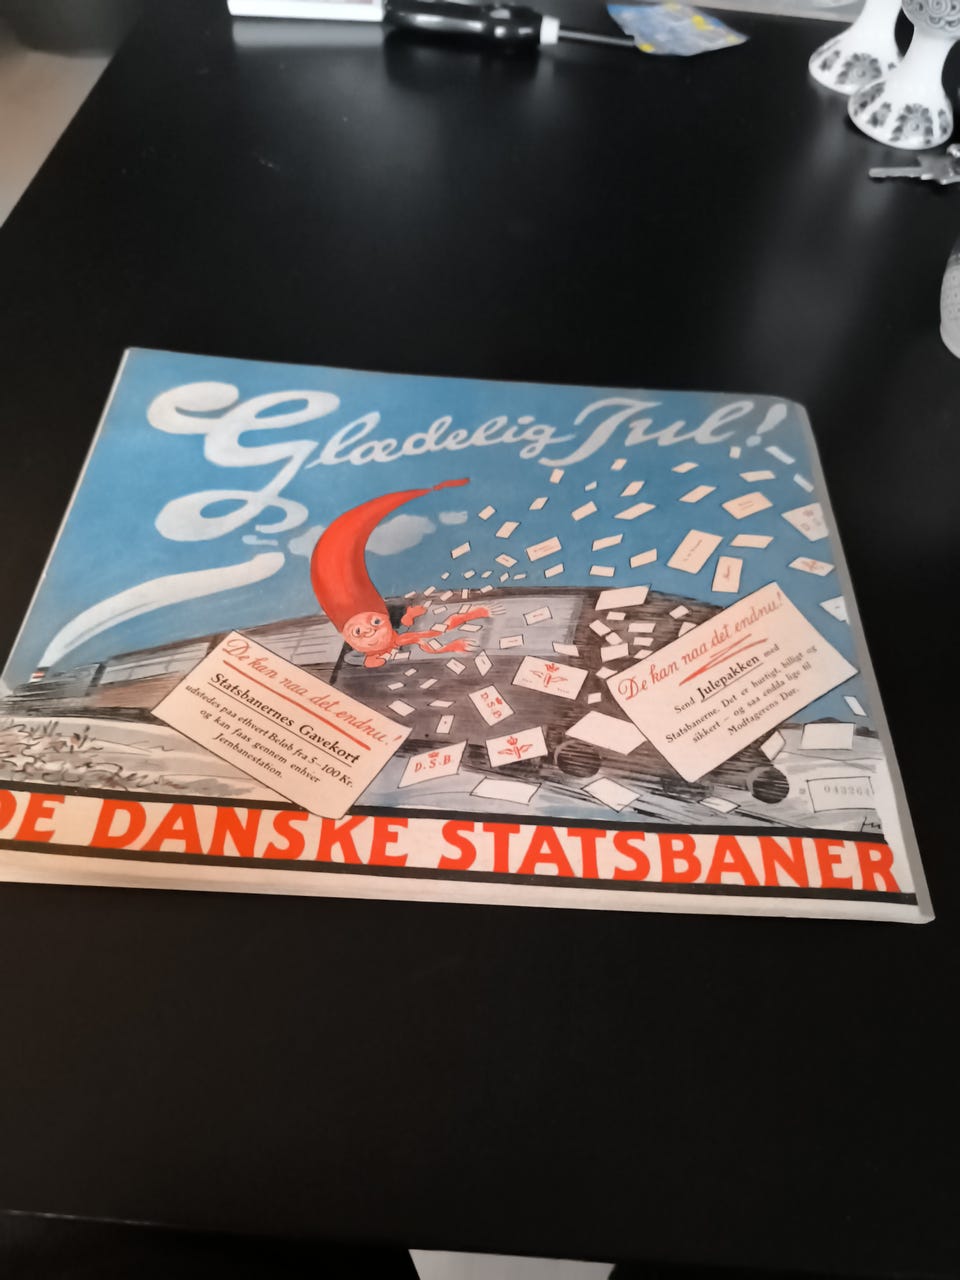 Glædelig Jul!
De kan naa det endnu!
Statsbanernes Gavekort
udstedes paa ethvert Beløb fra 5-100 Kr.
og kan faas gennem enhver
Jernbanestation.
De kan naa det endnu!
Send Julepakken med
Statsbanerne. Det er hurtigt, billigt og
sikkert - og saa endda lige til
Modtagerens Dør.
D.S.B.
D.S.B
D.S.
043264
DE DANSKE STATSBANER